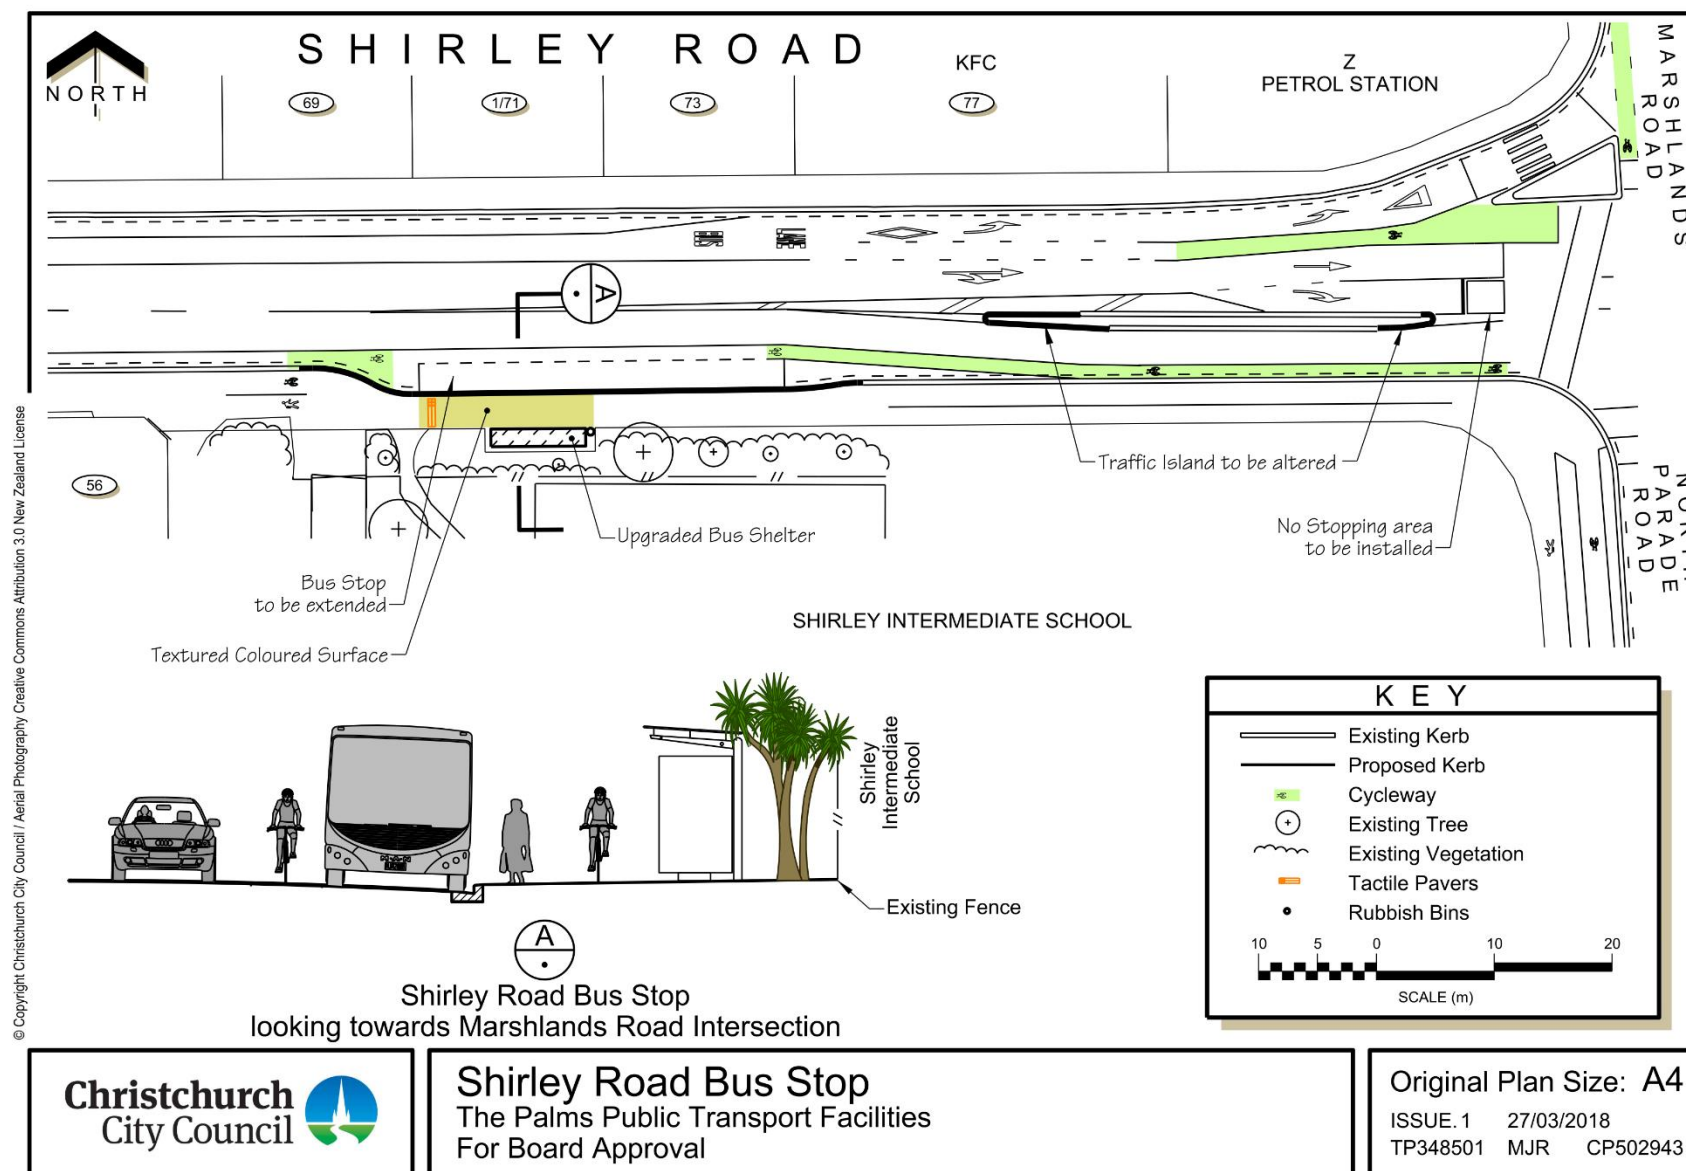 SHIRLEY ROAD
NORTH
69
1/71
73
KFC
77
Z
PETROL STATION
MARSHLANDS
ROAD
BUS
ONLY
A
56
Traffic Island to be altered
Upgraded Bus Shelter
No Stopping area
to be installed
Bus Stop
to be extended
Textured Coloured Surface
PARADE
ROAD
SHIRLEY INTERMEDIATE SCHOOL
Shirley
Intermediate
School
Existing Fence
A
Shirley Road Bus Stop
looking towards Marshlands Road Intersection
KEY
Existing Kerb
Proposed Kerb
Cycleway
Existing Tree
Existing Vegetation
Tactile Pavers
Rubbish Bins
10 5 0 10 20
SCALE (m)
© Copyright Christchurch City Council / Aerial Photography Creative Commons Attribution 3.0 New Zealand License
Christchurch
City Council
Shirley Road Bus Stop
The Palms Public Transport Facilities
For Board Approval
Original Plan Size: A4
ISSUE.1 27/03/2018
TP348501 MJR CP502943